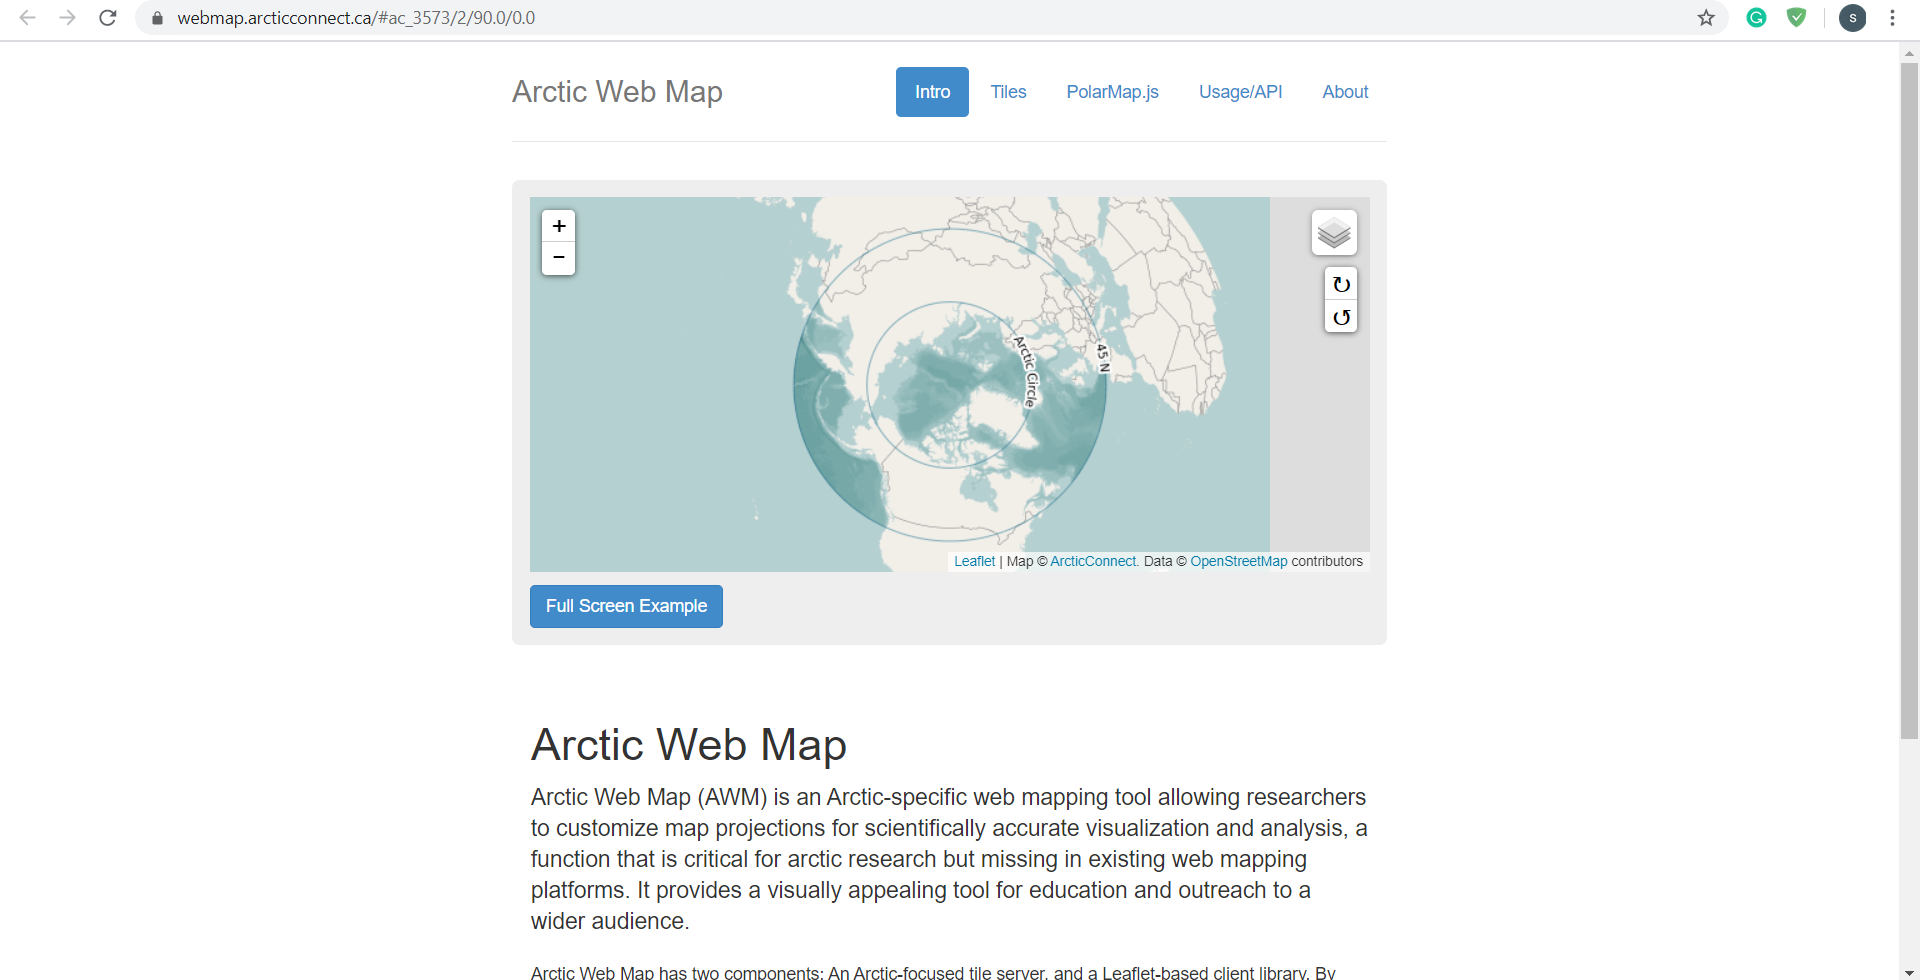 webmap.arcticconnect.ca/#ac_3573/2/90.0/0.0
S
Arctic Web Map
Intro
Tiles
PolarMap.js
Usage/API
About
+
−
Arctic Circle
45 N
Leaflet | Map © ArcticConnect. Data © OpenStreetMap contributors
Full Screen Example
Arctic Web Map
Arctic Web Map (AWM) is an Arctic-specific web mapping tool allowing researchers
to customize map projections for scientifically accurate visualization and analysis, a
function that is critical for arctic research but missing in existing web mapping
platforms. It provides a visually appealing tool for education and outreach to a
wider audience.
Arctic Web Map has two components: An Arctic-focused tile server, and a Leaflet-based client library. By